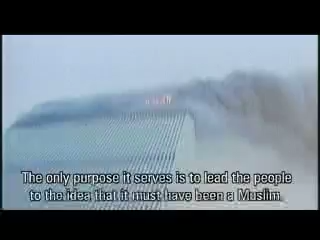 The only purpose it serves is to lead the people
to the idea that it must have been a Muslim